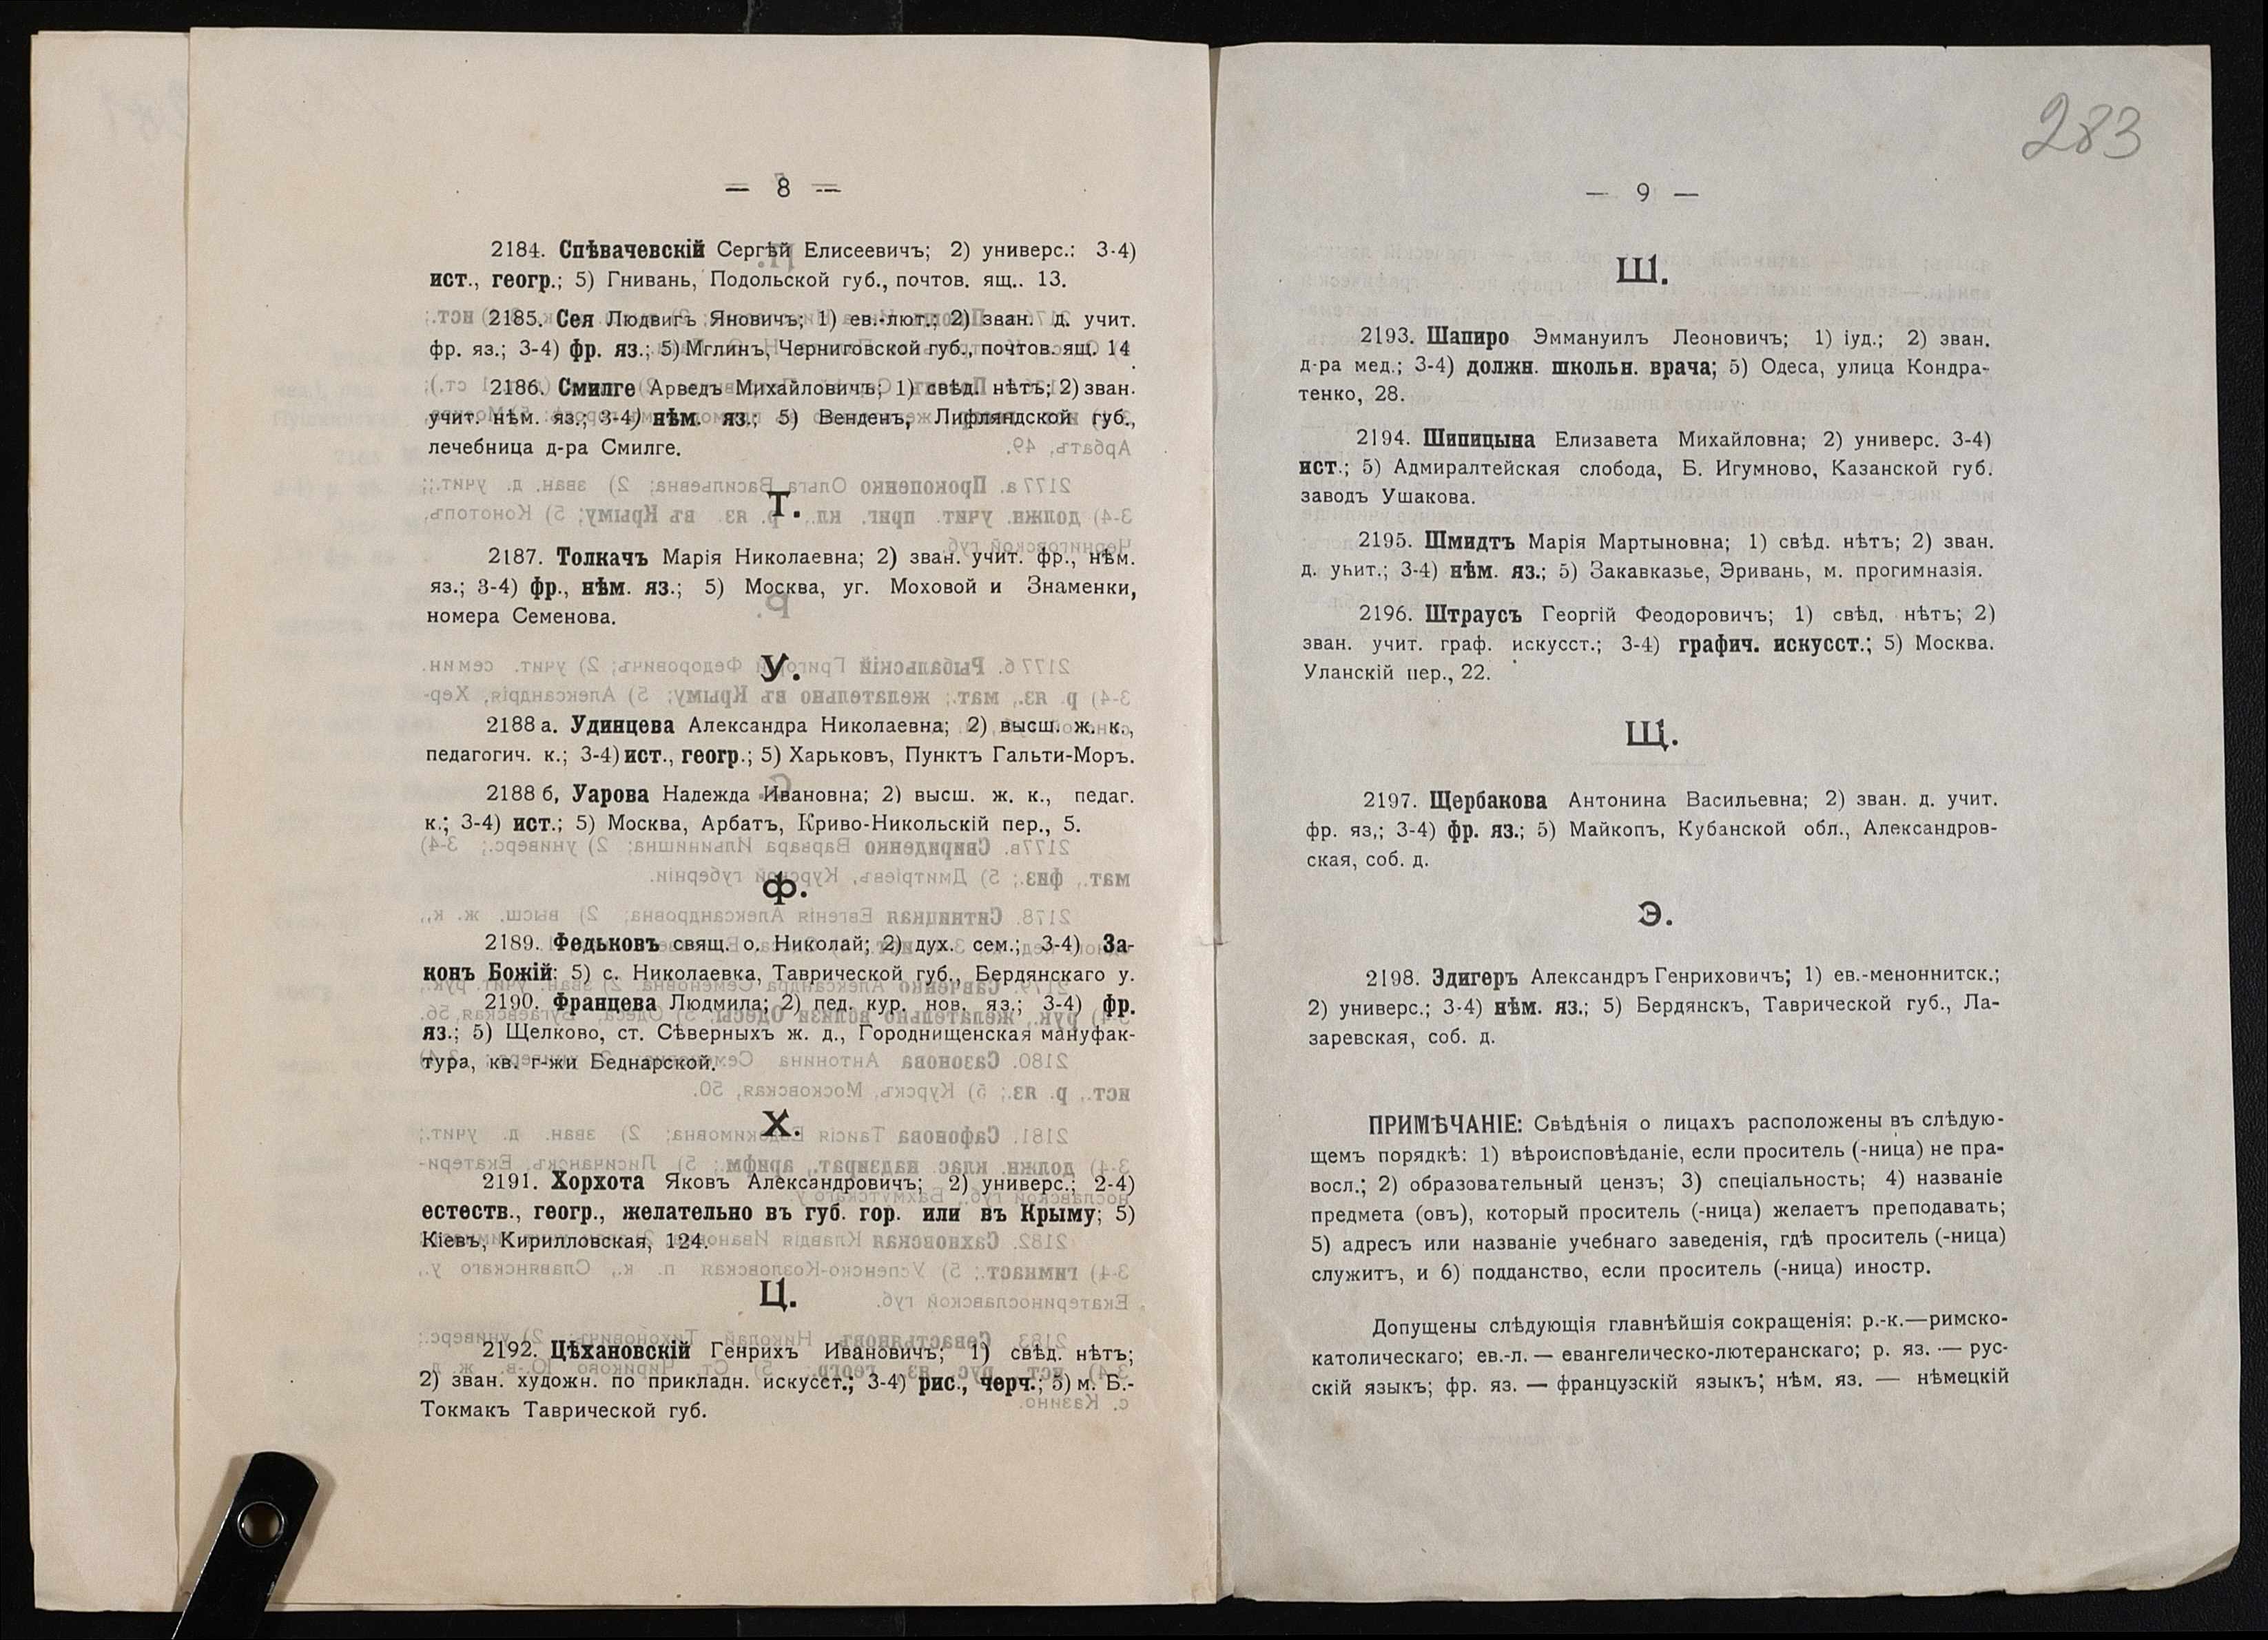 — 8 —
2184. Спѣвачевскій Сергѣй Елисеевичъ; 2) универс.: 3-4)
ист., геогр.; 5) Гнивань, Подольской губ., почтов. ящ.. 13.
2185. Сея Людвигъ Яновичъ; 1) ев.-лют.; 2) зван. д. учит.
фр. яз.; 3-4) фр. яз.; 5) Мглинъ, Черниговской губ., почтов. ящ. 14
2186. Смилге Арведъ Михайловичъ; 1) свѣд. нѣтъ; 2) зван.
учит. нѣм. яз.; 3-4) нѣм. яз.; 5) Венденъ, Лифляндской губ.,
лечебница д-ра Смилге.
Т.
2187. Толкачъ Марія Николаевна; 2) зван. учит. фр., нѣм.
яз.; 3-4) фр., нѣм. яз.; 5) Москва, уг. Моховой и Знаменки,
номера Семенова.
У.
2188 а. Удинцева Александра Николаевна; 2) высш. ж. к.,
педагогич. к.; 3-4) ист., геогр.; 5) Харьковъ, Пунктъ Гальти-Моръ.
2188 б, Уарова Надежда Ивановна; 2) высш. ж. к., педаг.
к.; 3-4) ист.; 5) Москва, Арбатъ, Криво-Никольскій пер., 5.
Ф.
2189. Федьковъ свящ. о. Николай; 2) дух. сем.; 3-4) За-
конъ Божій: 5) с. Николаевка, Таврической губ., Бердянскаго у.
2190. Францева Людмила; 2) пед. кур. нов. яз.; 3-4) фр.
яз.; 5) Щелково, ст. Сѣверныхъ ж. д., Городнищенская мануфак-
тура, кв. г-жи Беднарской.
Х.
2191. Хорхота Яковъ Александровичъ; 2) универс.; 2-4)
естеств., геогр., желательно въ губ. гор. или въ Крыму; 5)
Кіевъ, Кирилловская, 124.
Ц.
2192. Цѣхановскій Генрихъ Ивановичъ; 1) свѣд. нѣтъ;
2) зван. художн. по прикладн. искусст.; 3-4) рис., черч.; 5) м. Б.-
Токмакъ Таврической губ.
283
— 9 —
Ш.
2193. Шапиро Эммануилъ Леоновичъ; 1) іуд.; 2) зван.
д-ра мед.; 3-4) должн. школьн. врача; 5) Одеса, улица Кондра-
тенко, 28.
2194. Шипицына Елизавета Михайловна; 2) универс. 3-4)
ист.; 5) Адмиралтейская слобода, Б. Игумново, Казанской губ.
заводъ Ушакова.
2195. Шмидтъ Марія Мартыновна; 1) свѣд. нѣтъ; 2) зван.
д. учит.; 3-4) нѣм. яз.; 5) Закавказье, Эривань, м. прогимназія.
2196. Штраусъ Георгій Феодоровичъ; 1) свѣд. нѣтъ; 2)
зван. учит. граф. искусст.; 3-4) графич. искусст.; 5) Москва.
Уланскій пер., 22.
Щ.
2197. Щербакова Антонина Васильевна; 2) зван. д. учит.
фр. яз,; 3-4) фр. яз.; 5) Майкопъ, Кубанской обл., Александров-
ская, соб. д.
Э.
2198. Эдигеръ Александръ Генриховичъ; 1) ев.-меноннитск.;
2) универс.; 3-4) нѣм. яз.; 5) Бердянскъ, Таврической губ., Ла-
заревская, соб. д.
ПРИМѢЧАНІЕ: Свѣдѣнія о лицахъ расположены въ слѣдую-
щемъ порядкѣ: 1) вѣроисповѣданіе, если проситель (-ница) не пра-
восл.; 2) образовательный цензъ; 3) спеціальность; 4) названіе
предмета (овъ), который проситель (-ница) желаетъ преподавать;
5) адресъ или названіе учебнаго заведенія, гдѣ проситель (-ница)
служитъ, и 6) подданство, если проситель (-ница) иностр.
Допущены слѣдующія главнѣйшія сокращенія: р.-к.—римско-
католическаго; ев.-л. — евангелическо-лютеранскаго; р. яз. — рус-
скій языкъ; фр. яз. — французскій языкъ; нѣм. яз. — нѣмецкій